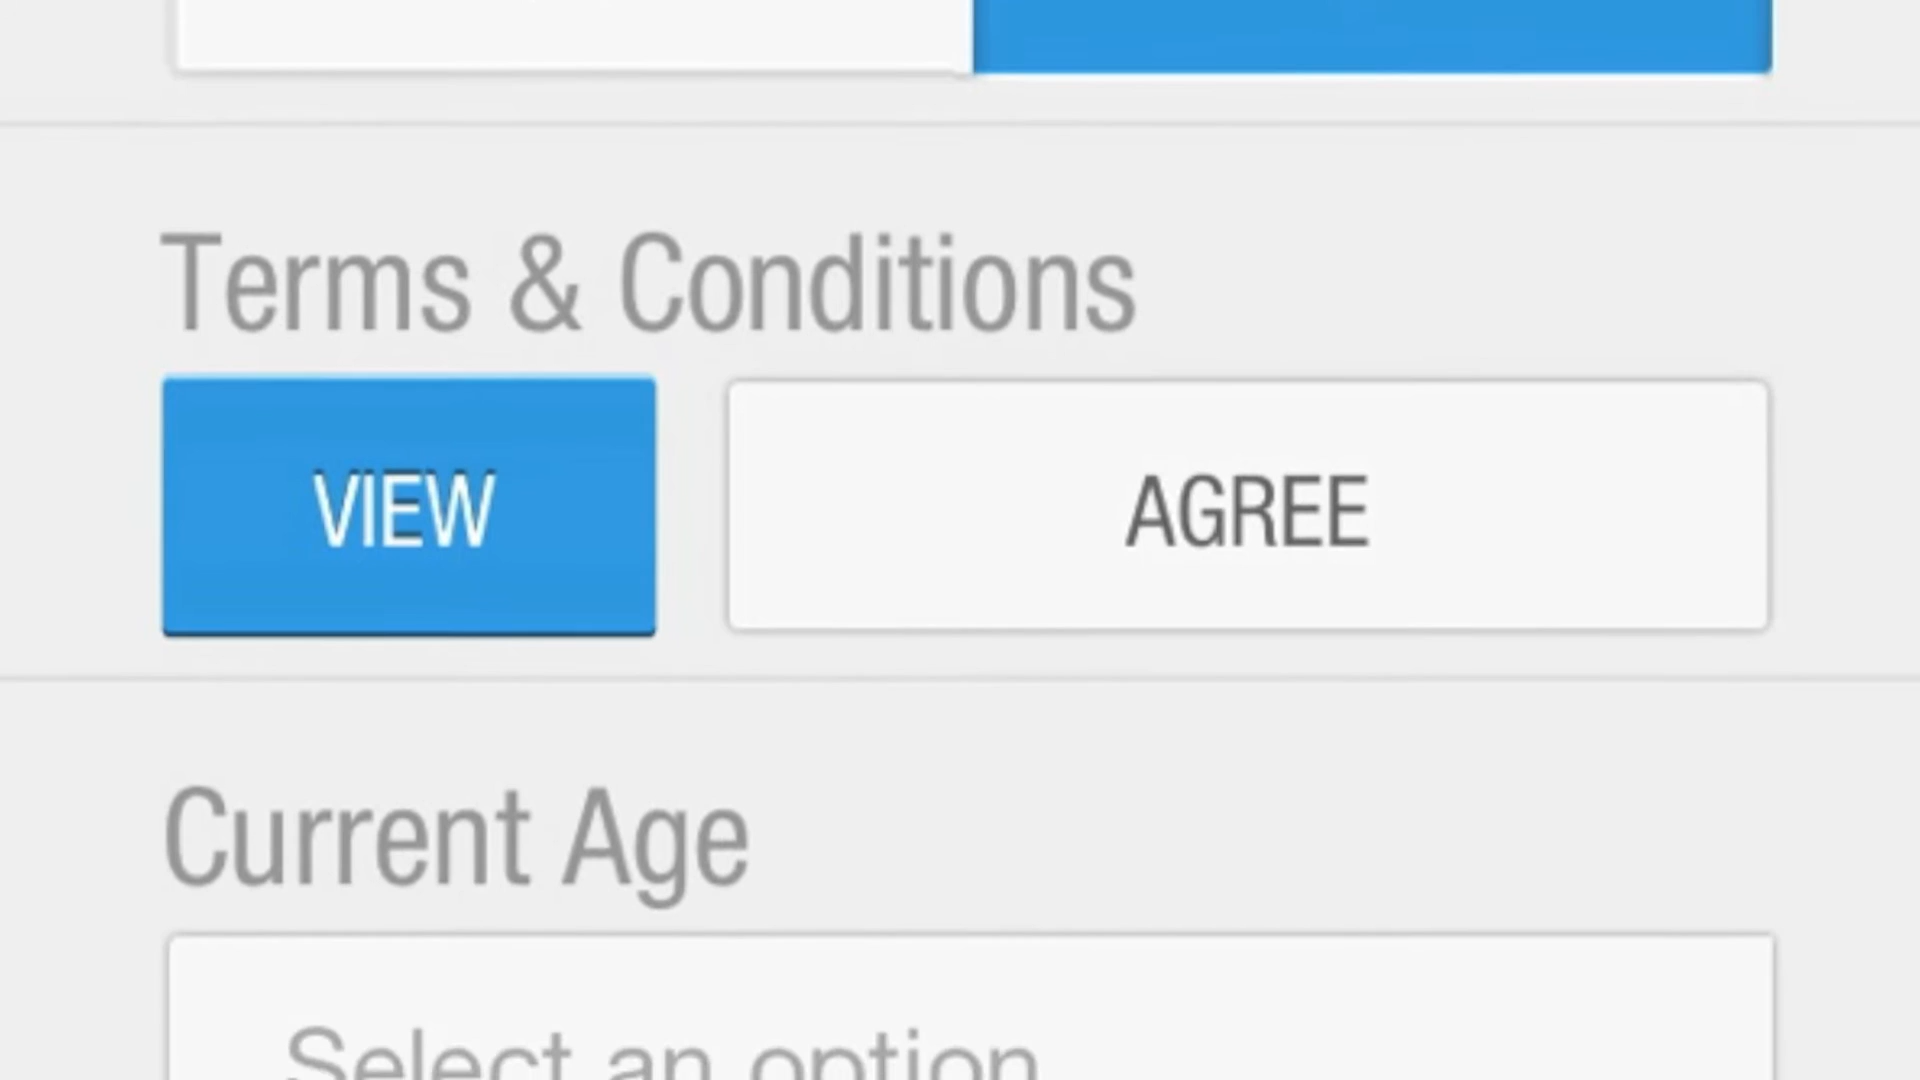 Terms & Conditions
VIEW AGREE
Current Age
Select an option